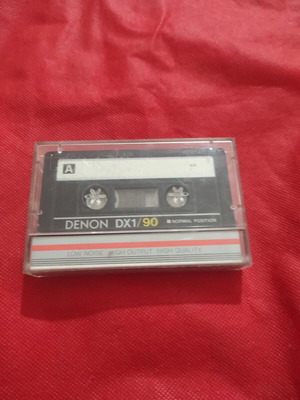 A
DENON DX1/90 NORMAL POSITION
LOW NOISE HIGH OUTPUT HIGH QUALITY